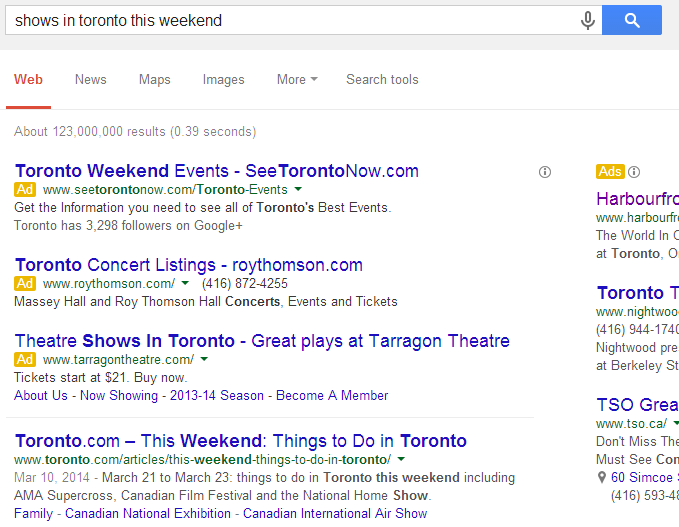 shows in toronto this weekend
Web News Maps Images More Search tools
About 123,000,000 results (0.39 seconds)
Toronto Weekend Events - SeeTorontoNow.com
Ad www.seetorontonow.com/Toronto-Events
Get the Information you need to see all of Toronto's Best Events.
Toronto has 3,298 followers on Google+
Toronto Concert Listings - roythomson.com
Ad www.roythomson.com/ (416) 872-4255
Massey Hall and Roy Thomson Hall Concerts, Events and Tickets
Theatre Shows In Toronto - Great plays at Tarragon Theatre
Ad www.tarragontheatre.com/
Tickets start at $21. Buy now.
About Us - Now Showing - 2013-14 Season - Become A Member
Toronto.com – This Weekend: Things to Do in Toronto
www.toronto.com/articles/this-weekend-things-to-do-in-toronto/
Mar 10, 2014 - March 21 to March 23: things to do in Toronto this weekend including
AMA Supercross, Canadian Film Festival and the National Home Show.
Family - Canadian National Exhibition - Canadian International Air Show
Ads
Harbourfro
www.harbourfro
The World In C
at Toronto, O
Toronto T
www.nightwoo
(416) 944-1740
Nightwood pre
at Berkeley St
TSO Grea
www.tso.ca/
Don't Miss The
Must See Con
60 Simcoe S
(416) 593-48